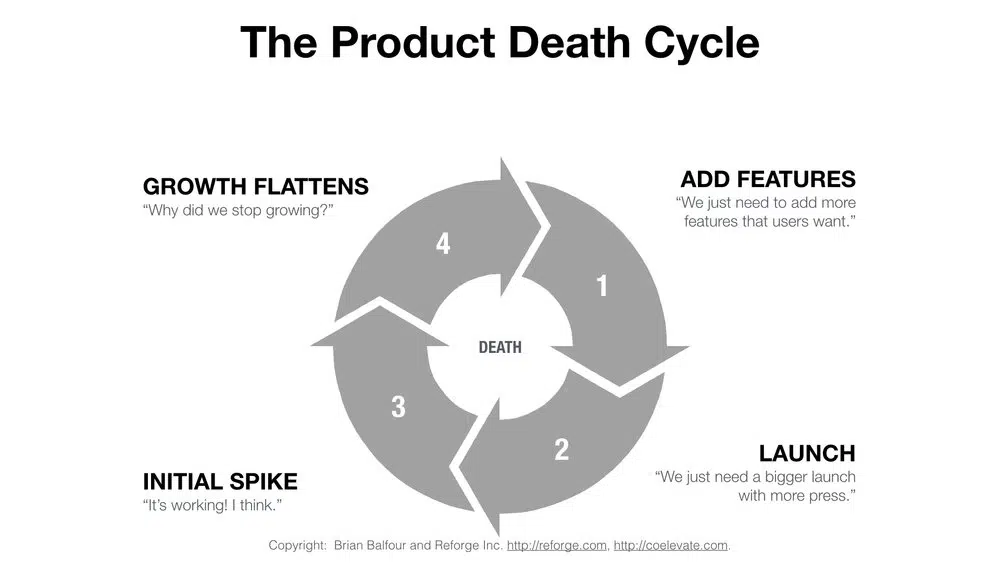 The Product Death Cycle
GROWTH FLATTENS
“Why did we stop growing?”
ADD FEATURES
“We just need to add more
features that users want.”
4
1
DEATH
3
2
INITIAL SPIKE
“It’s working! I think.”
LAUNCH
“We just need a bigger launch
with more press.”
Copyright:  Brian Balfour and Reforge Inc. http://reforge.com, http://coelevate.com.